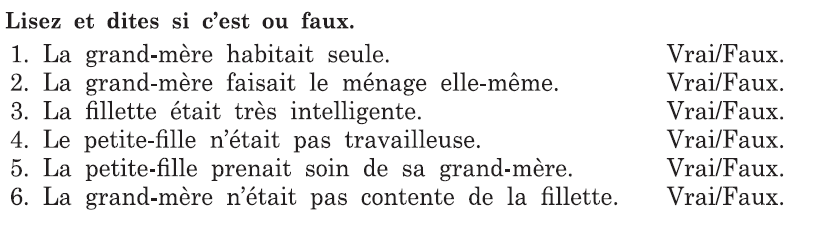 Lisez et dites si c'est ou faux.
1. La grand-mère habitait seule. Vrai/Faux.
2. La grand-mère faisait le ménage elle-même. Vrai/Faux.
3. La fillette était très intelligente. Vrai/Faux.
4. Le petite-fille n'était pas travailleuse. Vrai/Faux.
5. La petite-fille prenait soin de sa grand-mère. Vrai/Faux.
6. La grand-mère n'était pas contente de la fillette. Vrai/Faux.